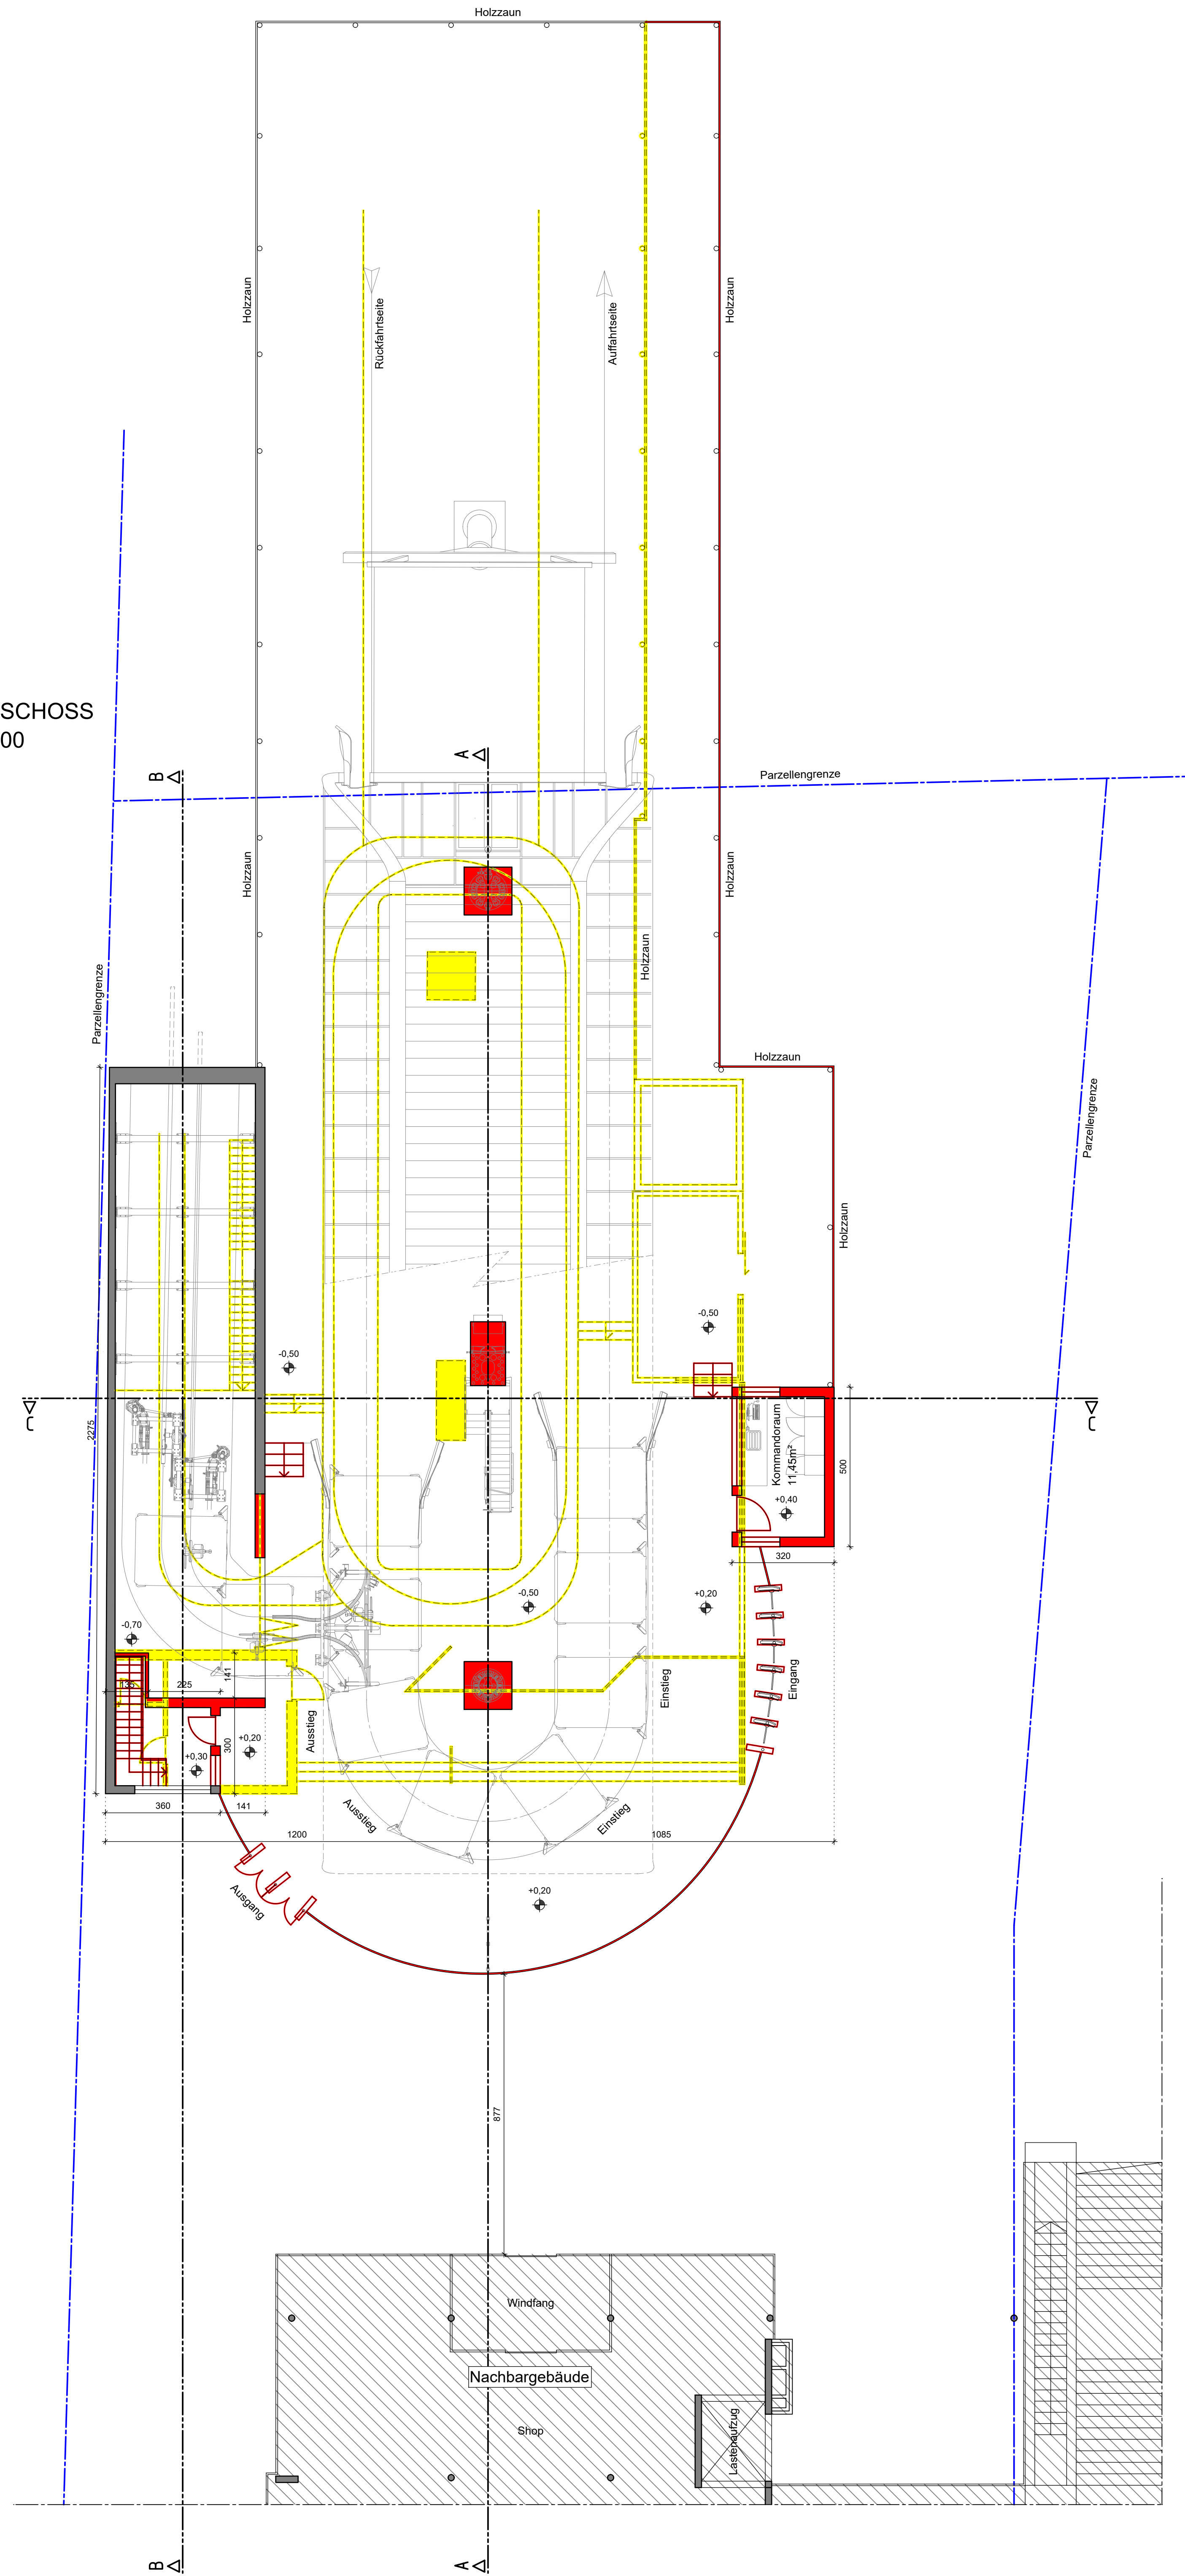 Holzzaun
Holzzaun
Rückfahrtseite
Auffahrtseite
Holzzaun
SCHOSS
00
B
A
Parzellengrenze
Holzzaun
Holzzaun
Holzzaun
Parzellengrenze
Holzzaun
Parzellengrenze
Holzzaun
-0,50
-0,50
C
C
2275
Kommandoraum
11,45m²
500
+0,40
320
-0,50
+0,20
-0,70
141
135
225
Einstieg
Eingang
Ausstieg
300
+0,20
+0,30
360
141
Ausstieg
Einstieg
1200
1085
Ausgang
+0,20
877
Windfang
Nachbargebäude
Shop
Lastenaufzug
B
A